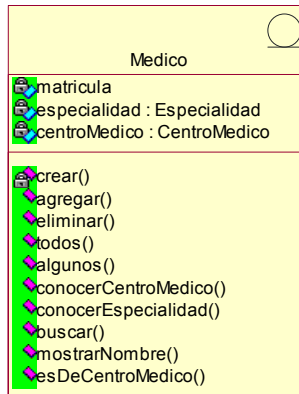 Medico
matricula
especialidad : Especialidad
centroMedico : CentroMedico
crear()
agregar()
eliminar()
todos()
algunos()
conocerCentroMedico()
conocerEspecialidad()
buscar()
mostrarNombre()
esDeCentroMedico()